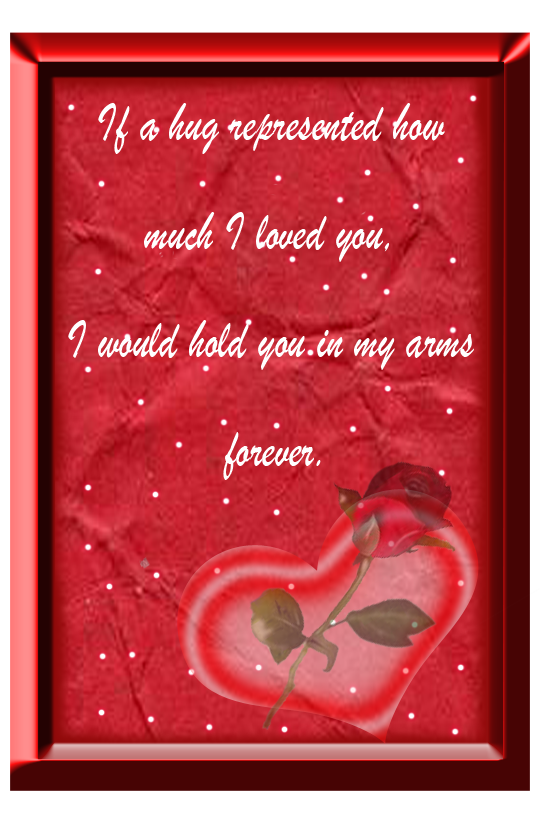 If a hug represented how
much I loved you,
I would hold you in my arms
forever.